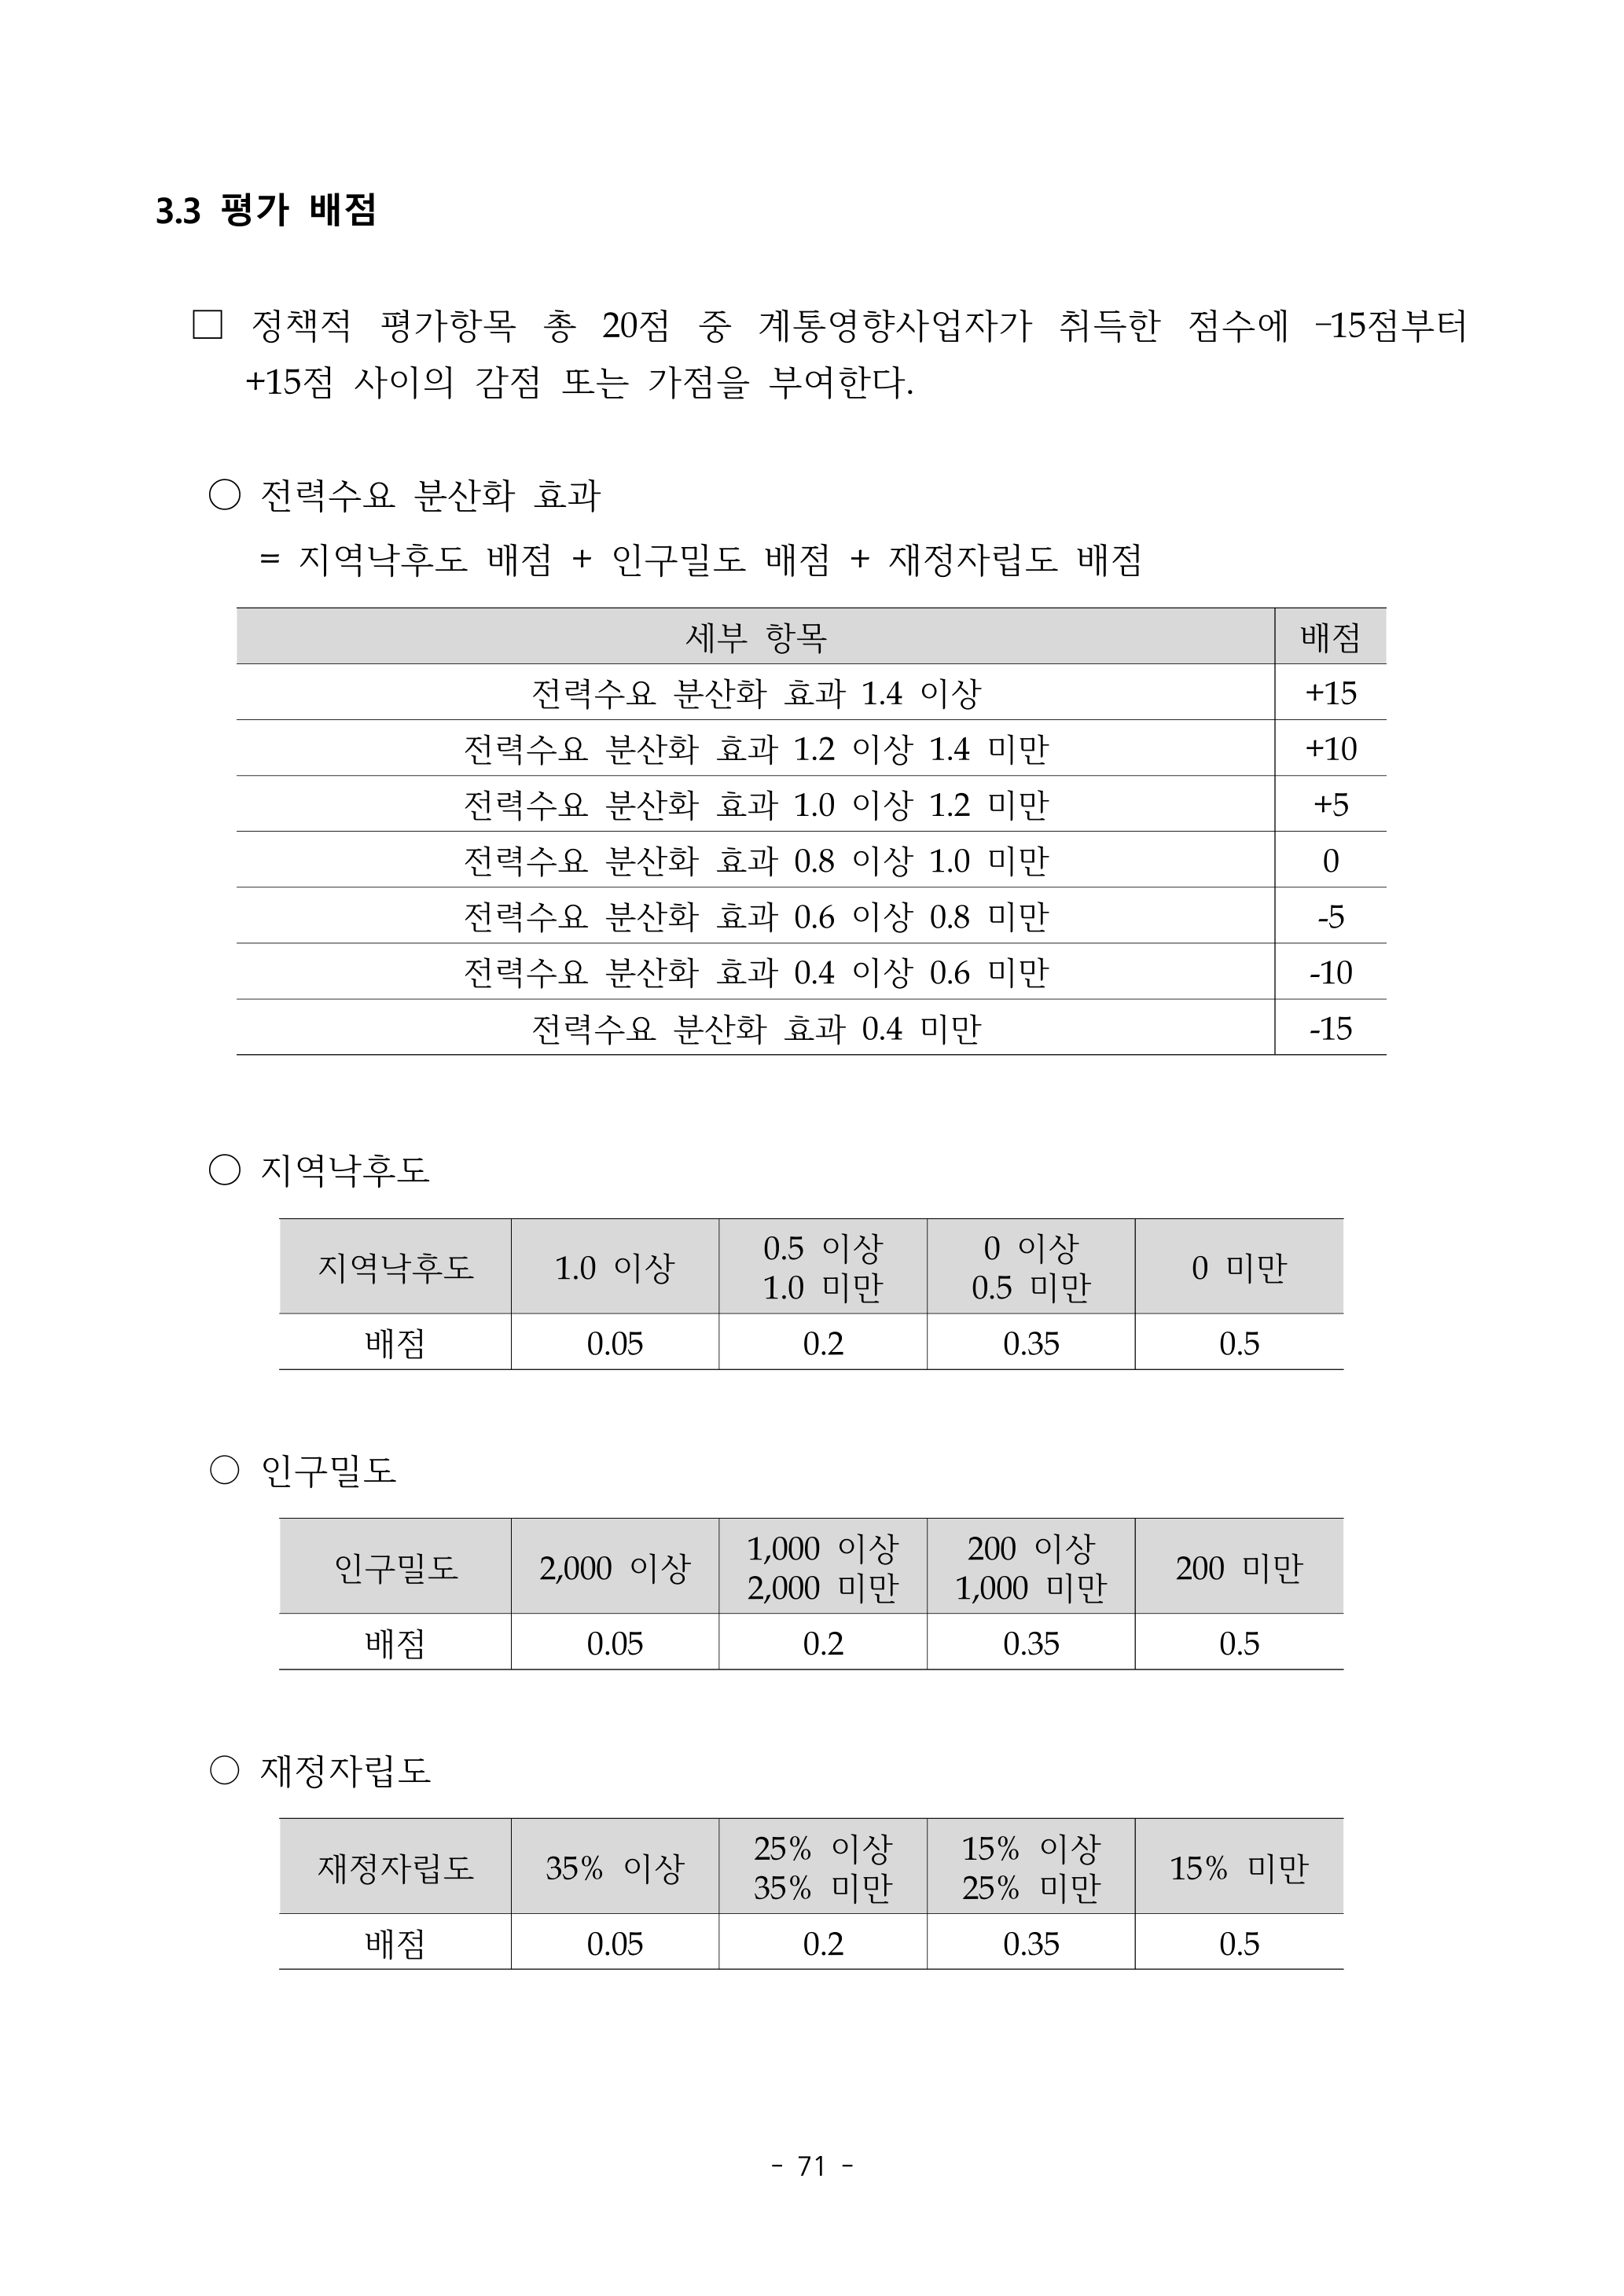 3.3 평가 배점
□ 정책적 평가항목 총 20점 중 계통영향사업자가 취득한 점수에 -15점부터
+15점 사이의 감점 또는 가점을 부여한다.
○ 전력수요 분산화 효과
= 지역낙후도 배점 + 인구밀도 배점 + 재정자립도 배점
세부 항목 배점
전력수요 분산화 효과 1.4 이상 +15
전력수요 분산화 효과 1.2 이상 1.4 미만 +10
전력수요 분산화 효과 1.0 이상 1.2 미만 +5
전력수요 분산화 효과 0.8 이상 1.0 미만 0
전력수요 분산화 효과 0.6 이상 0.8 미만 -5
전력수요 분산화 효과 0.4 이상 0.6 미만 -10
전력수요 분산화 효과 0.4 미만 -15
○ 지역낙후도
지역낙후도 1.0 이상 0.5 이상 0 이상 0 미만
1.0 미만 0.5 미만
배점 0.05 0.2 0.35 0.5
○ 인구밀도
인구밀도 2,000 이상 1,000 이상 200 이상 200 미만
2,000 미만 1,000 미만
배점 0.05 0.2 0.35 0.5
○ 재정자립도
재정자립도 35% 이상 25% 이상 15% 이상 15% 미만
35% 미만 25% 미만
배점 0.05 0.2 0.35 0.5
- 71 -